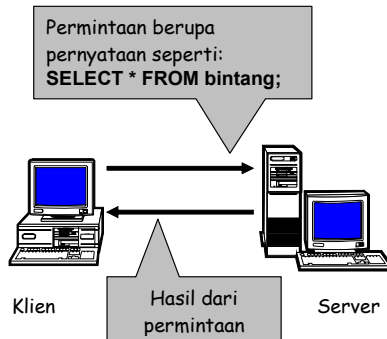 Permintaan berupa
pernyataan seperti:
SELECT * FROM bintang;
Klien
Hasil dari
permintaan
Server